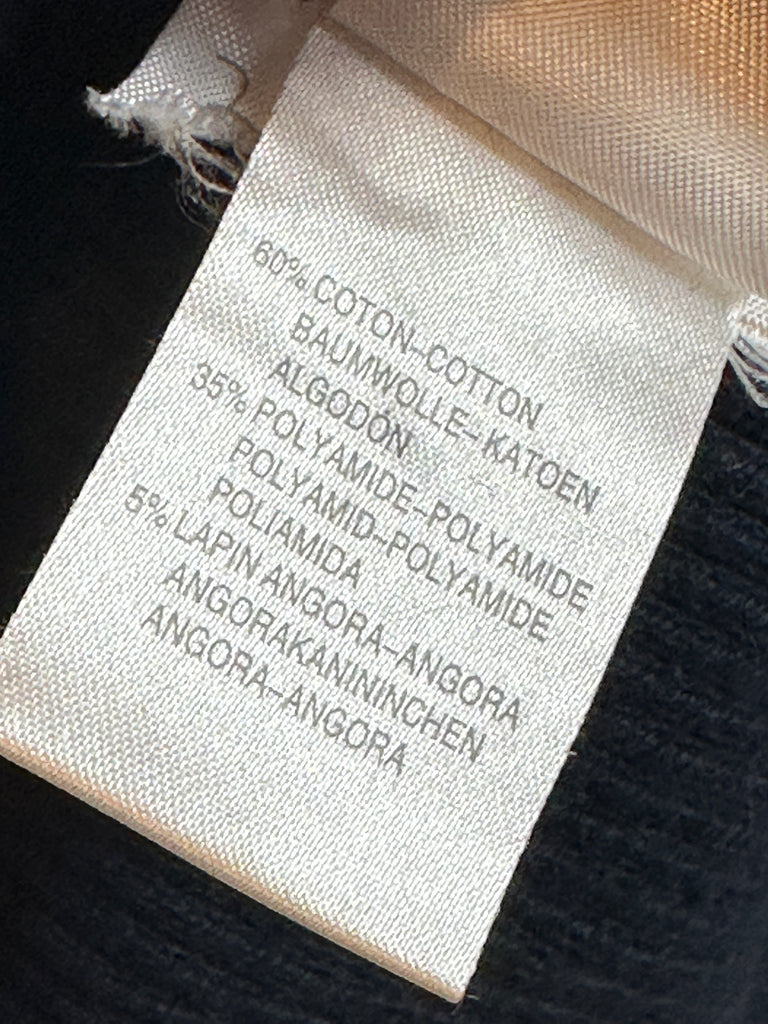 60% COTON-COTTON
BAUMWOLLE-KATOEN
ALGODON
35% POLYAMIDE-POLYAMIDE
POLYAMID-POLYAMIDE
POLIAMIDA
5% LAPIN ANGORA-ANGORA
ANGORAKANININCHEN
ANGORA-ANGORA